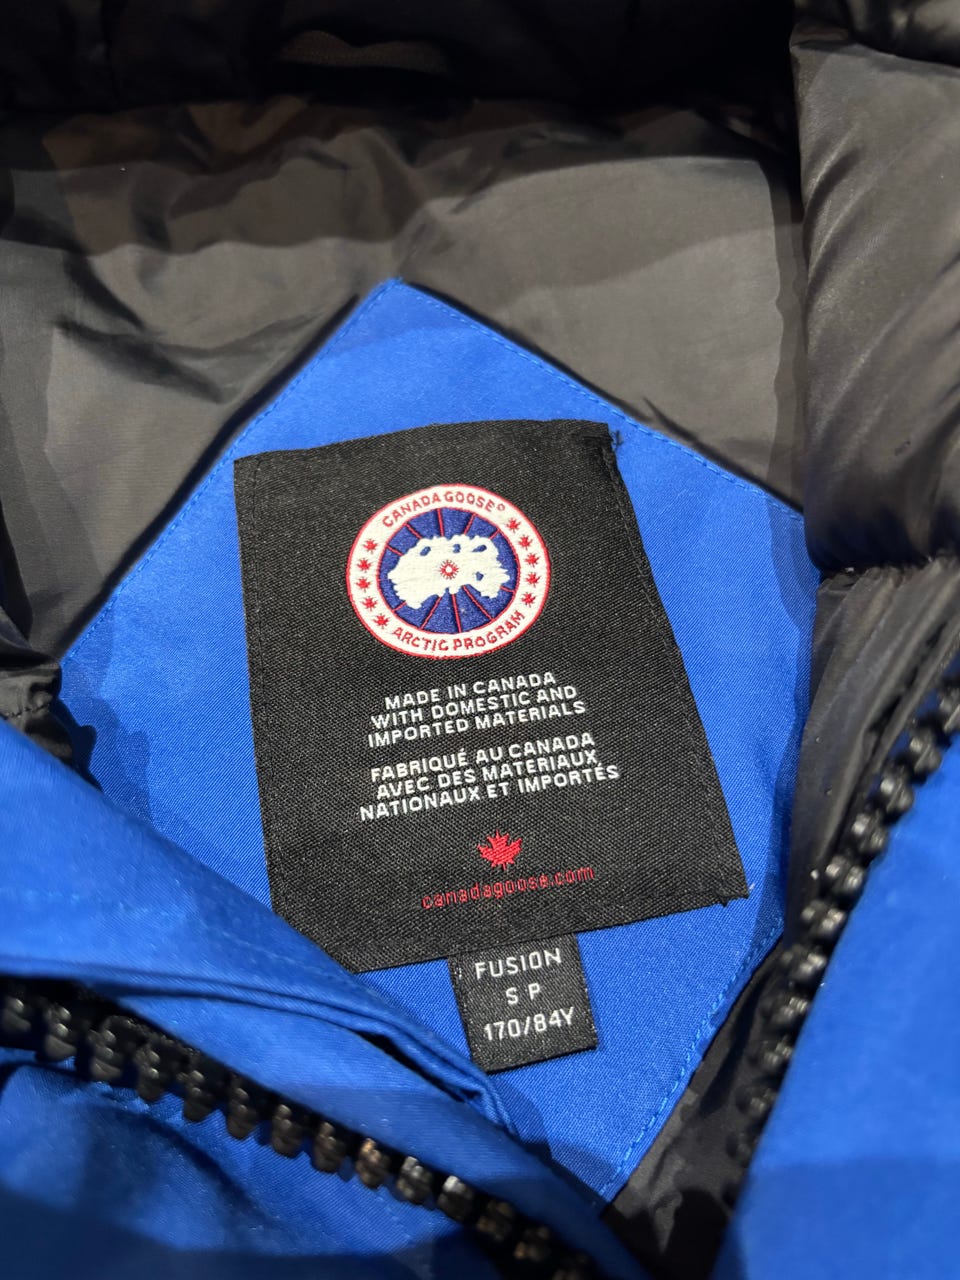 CANADA GOOSE®
ARCTIC PROGRAM
MADE IN CANADA
WITH DOMESTIC AND
IMPORTED MATERIALS
FABRIQUÉ AU CANADA
AVEC DES MATERIAUX
NATIONAUX ET IMPORTÉS
canadagoose.com
FUSION
S P
170/84Y